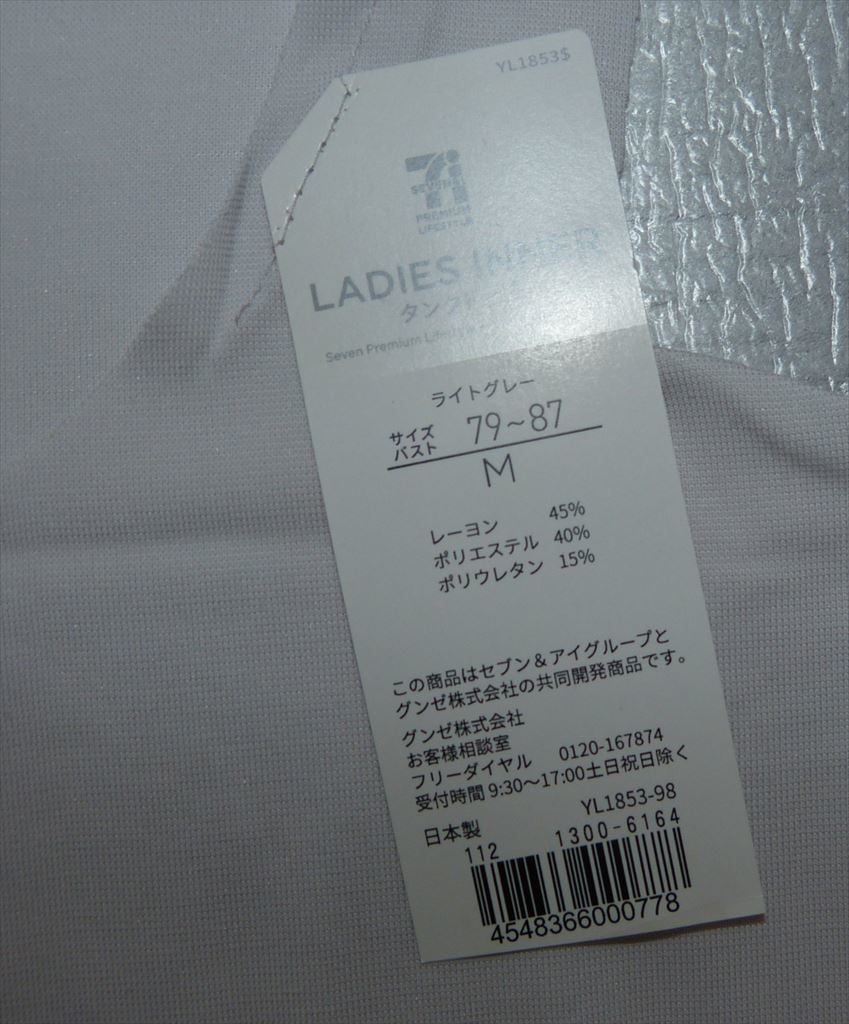 YL1853$
SEVEN&i
PREMIUM
LIFESTYLE
LADIES INNER
Seven Premium
ライトグレー
サイズ
バスト 79~87
M
レーヨン 45%
ポリエステル 40%
ポリウレタン 15%
この商品はセブン&アイグループと
グンゼ株式会社の共同開発商品です。
グンゼ株式会社
お客様相談室
フリーダイヤル 0120-167874
受付時間 9:30〜17:00土日祝日除く
YL1853-98
日本製
112 1300-6164
4548366000778